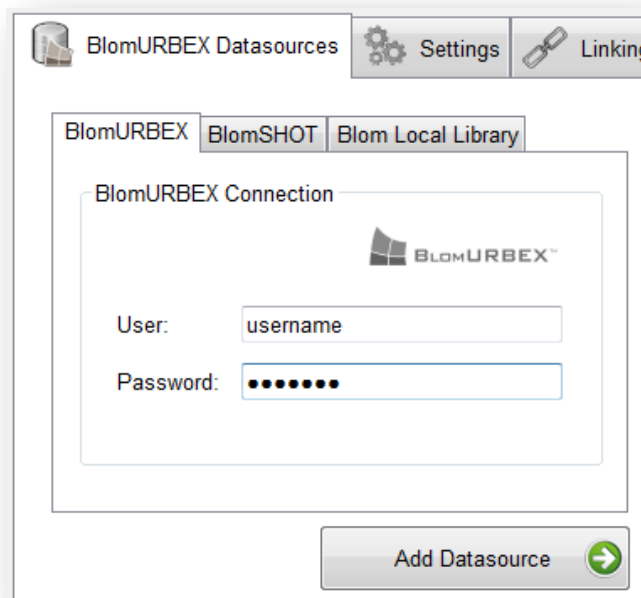 BlomURBEX Datasources
Settings
Linking
BlomURBEX
BlomSHOT
Blom Local Library
BlomURBEX Connection
BLOMURBEX™
User:
username
Password:
•••••••
Add Datasource